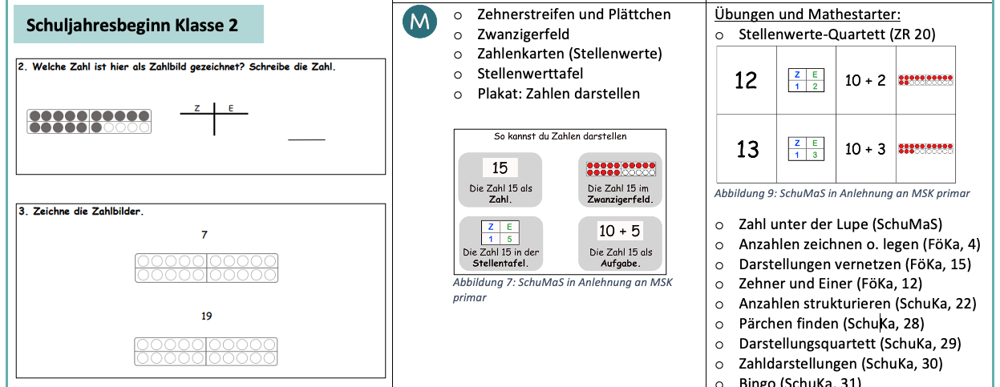 Schuljahresbeginn Klasse 2
2. Welche Zahl ist hier als Zahlbild gezeichnet? Schreibe die Zahl.
Z E
3. Zeichne die Zahlbilder.
7
19
M
o Zehnerstreifen und Plättchen
o Zwanzigerfeld
o Zahlenkarten (Stellenwerte)
o Stellenwerttafel
o Plakat: Zahlen darstellen
So kannst du Zahlen darstellen
15
Die Zahl 15 als
Zahl.
Die Zahl 15 im
Zwanzigerfeld.
Z E
1 5
Die Zahl 15 in der
Stellentafel.
10 + 5
Die Zahl 15 als
Aufgabe.
Abbildung 7: SchuMaS in Anlehnung an MSK
primar
Übungen und Mathestarter:
o Stellenwerte-Quartett (ZR 20)
12
Z E
1 2
10 + 2
13
Z E
1 3
10 + 3
Abbildung 9: SchuMaS in Anlehnung an MSK primar
o Zahl unter der Lupe (SchuMaS)
o Anzahlen zeichnen o. legen (FöKa, 4)
o Darstellungen vernetzen (FöKa, 15)
o Zehner und Einer (FöKa, 12)
o Anzahlen strukturieren (SchuKa, 22)
o Pärchen finden (SchuKa, 28)
o Darstellungsquartett (SchuKa, 29)
o Zahldarstellungen (SchuKa, 30)
o Bingo (SchuKa, 31)